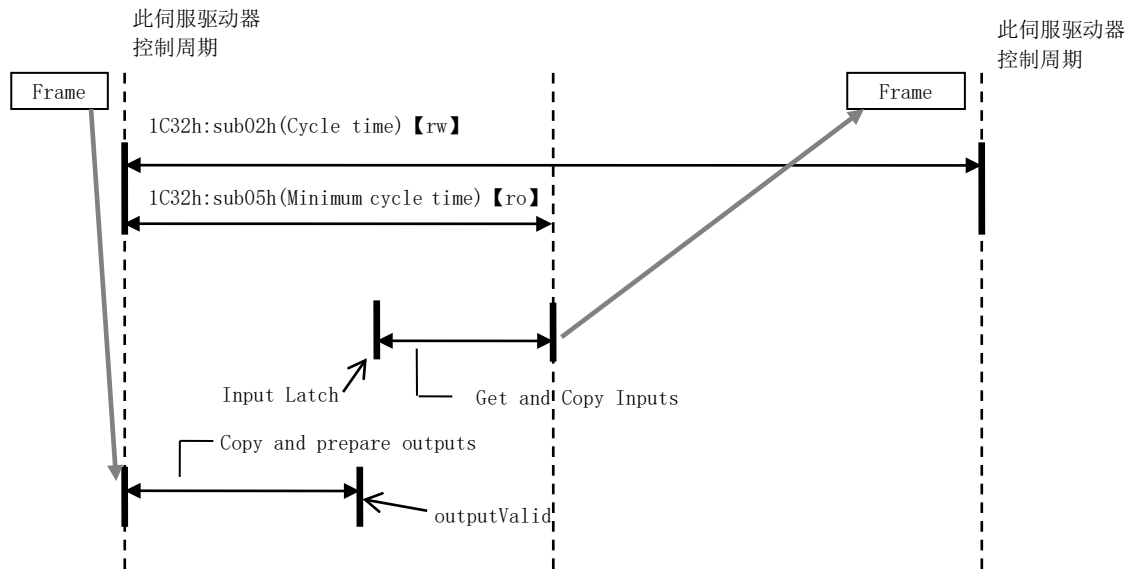 此伺服驱动器
控制周期
此伺服驱动器
控制周期
Frame
Frame
1C32h:sub02h(Cycle time)【rw】
1C32h:sub05h(Minimum cycle time)【ro】
Input Latch
Get and Copy Inputs
Copy and prepare outputs
outputValid